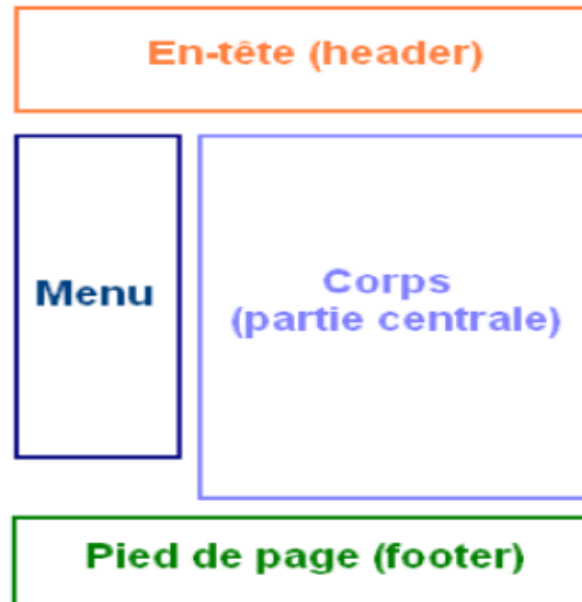 En-tête (header)
Menu
Corps
(partie centrale)
Pied de page (footer)